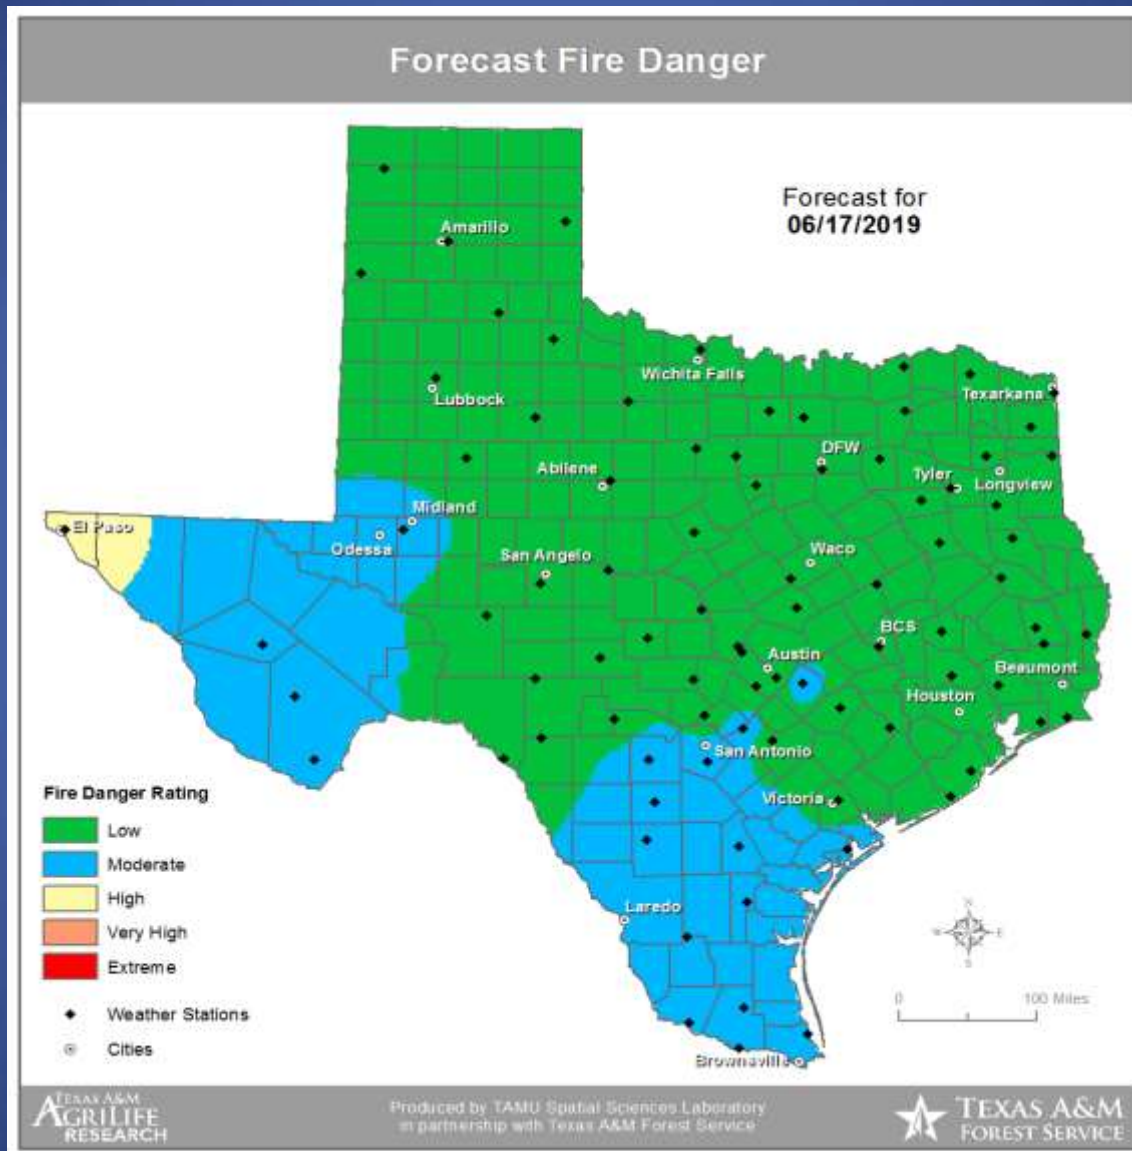 Forecast Fire Danger
Forecast for
06/17/2019
Amarillo
Wichita Falls
Lubbock
Texarkana
DFW
Abilene
Tyler
Longview
Midland
El Paso
Odessa
San Angelo
Waco
BCS
Austin
Beaumont
Houston
San Antonio
Victoria
Fire Danger Rating
Low
Moderate
High
Very High
Extreme
Weather Stations
Cities
Laredo
Brownsville
N
W E
S
0 100 Miles
TEXAS A&M
AGRILIFE
RESEARCH
Produced by TAMU Spatial Sciences Laboratory
in partnership with Texas A&M Forest Service
TEXAS A&M
FOREST SERVICE